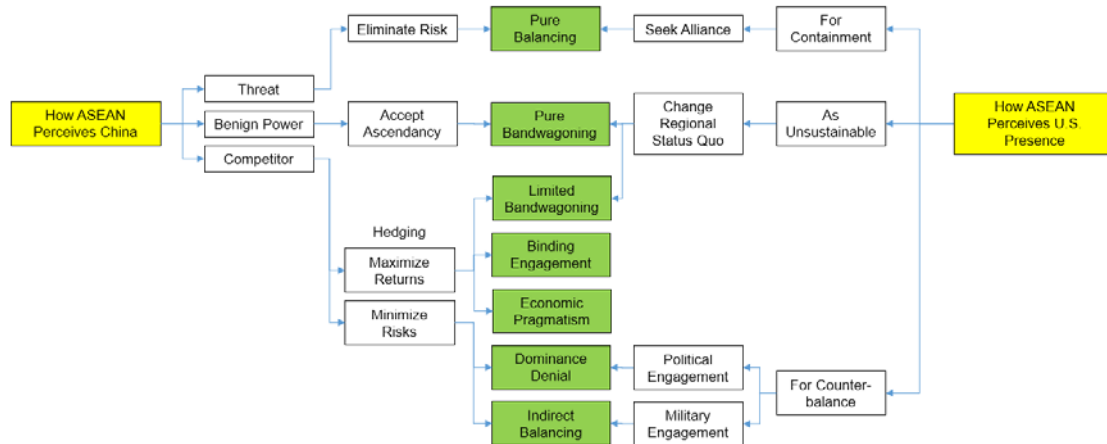 Eliminate Risk
Pure
Balancing
Seek Alliance
For
Containment
How ASEAN
Perceives China
Threat
Benign Power
Competitor
Accept
Ascendancy
Pure
Bandwagoning
Change
Regional
Status Quo
As
Unsustainable
How ASEAN
Perceives U.S.
Presence
Limited
Bandwagoning
Hedging
Maximize
Returns
Binding
Engagement
Economic
Pragmatism
Minimize
Risks
Dominance
Denial
Political
Engagement
For Counter-
balance
Indirect
Balancing
Military
Engagement